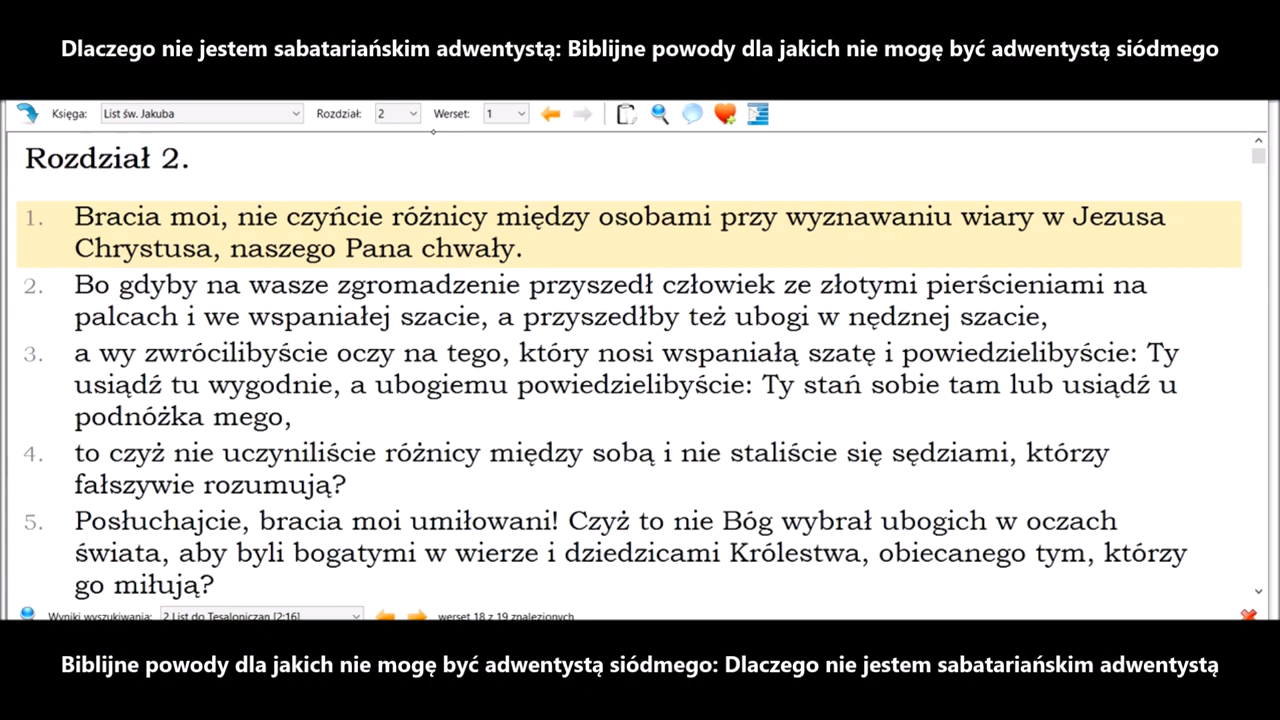 Dlaczego nie jestem sabatariańskim adwentystą: Biblijne powody dla jakich nie mogę być adwentystą siódmego
Księga: List św. Jakuba Rozdział: 2 Werset: 1
Rozdział 2.
1. Bracia moi, nie czyńcie różnicy między osobami przy wyznawaniu wiary w Jezusa
Chrystusa, naszego Pana chwały.
2. Bo gdyby na wasze zgromadzenie przyszedł człowiek ze złotymi pierścieniami na
palcach i we wspaniałej szacie, a przyszedłby też ubogi w nędznej szacie,
3. a wy zwrócilibyście oczy na tego, który nosi wspaniałą szatę i powiedzielibyście: Ty
usiądź tu wygodnie, a ubogiemu powiedzielibyście: Ty stań sobie tam lub usiądź u
podnóżka mego,
4. to czyż nie uczyniliście różnicy między sobą i nie staliście się sędziami, którzy
fałszywie rozumują?
5. Posłuchajcie, bracia moi umiłowani! Czyż to nie Bóg wybrał ubogich w oczach
świata, aby byli bogatymi w wierze i dziedzicami Królestwa, obiecanego tym, którzy
go miłują?
Wyniki wyszukiwania: 2 List do Tesaloniczan [2:16] werset 18 z 19 znalezionych
Biblijne powody dla jakich nie mogę być adwentystą siódmego: Dlaczego nie jestem sabatariańskim adwentystą